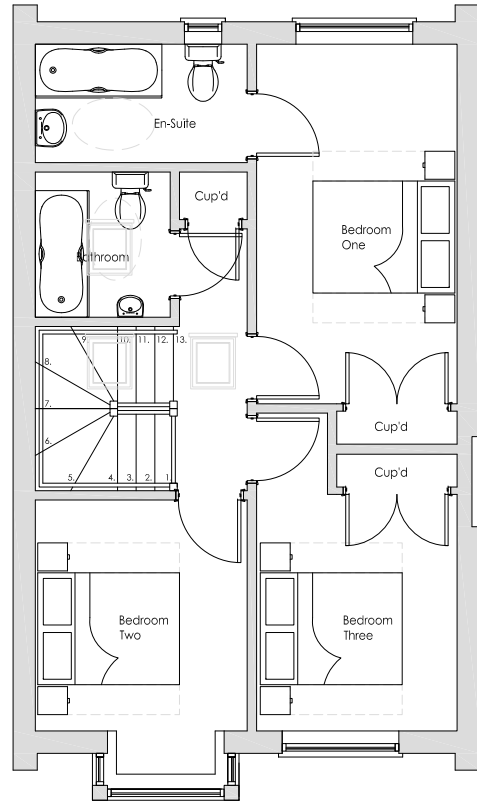 En-Suite
Cup'd
Bedroom
One
Bathroom
9. 10. 11. 12. 13.
8.
7.
6.
5. 4. 3. 2. 1.
Cup'd
Cup'd
Bedroom
Two
Bedroom
Three